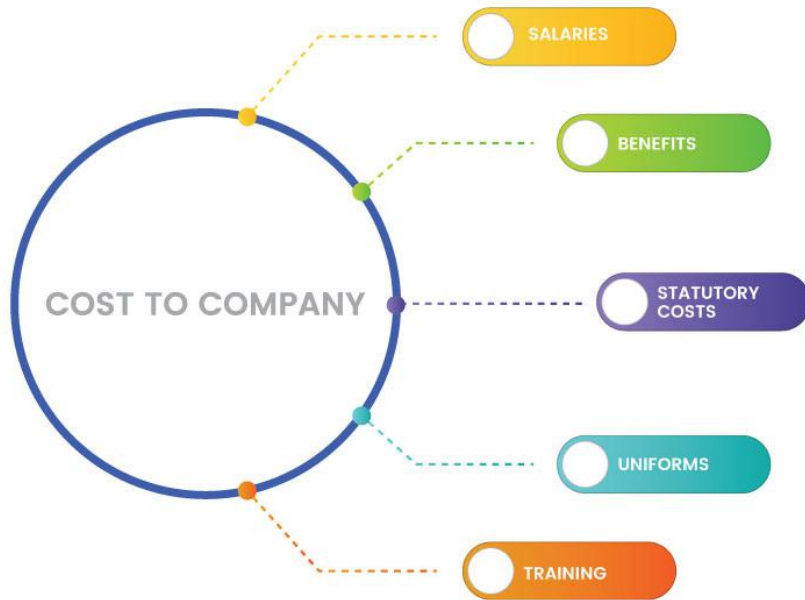 SALARIES
BENEFITS
COST TO COMPANY
STATUTORY
COSTS
UNIFORMS
TRAINING